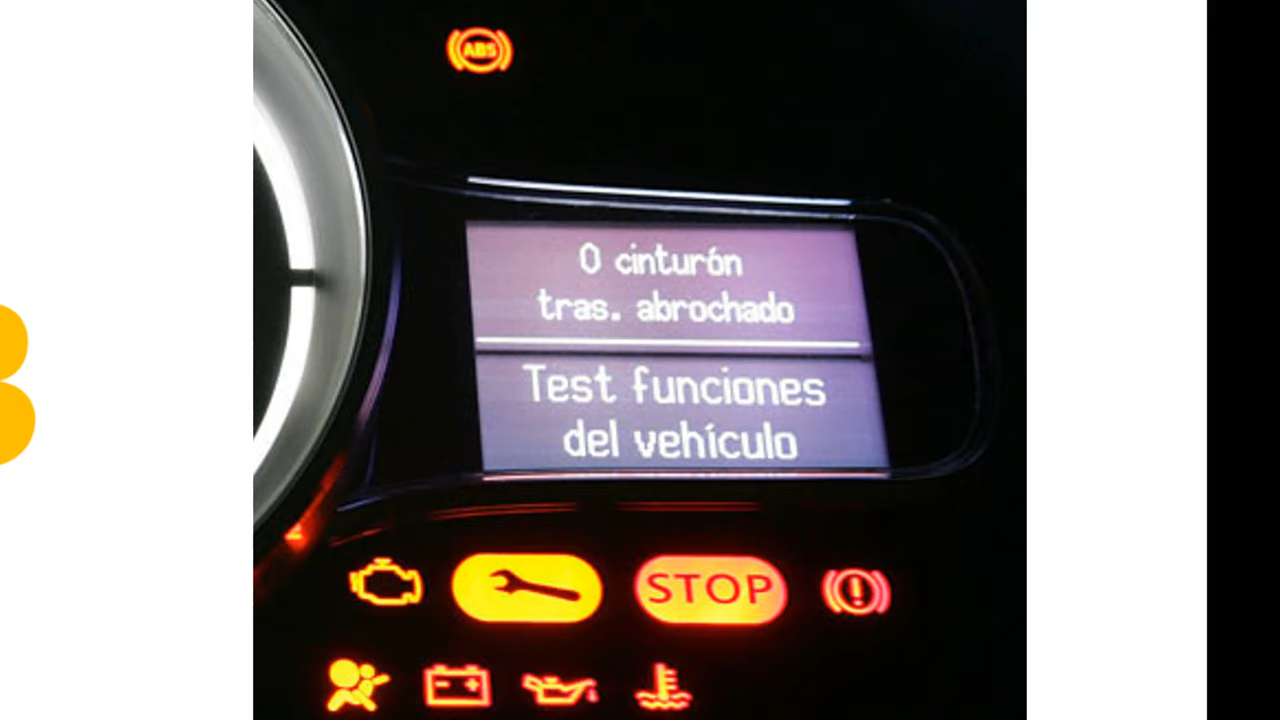 ABS
0 cinturón
tras. abrochado
Test funciones
del vehículo
STOP